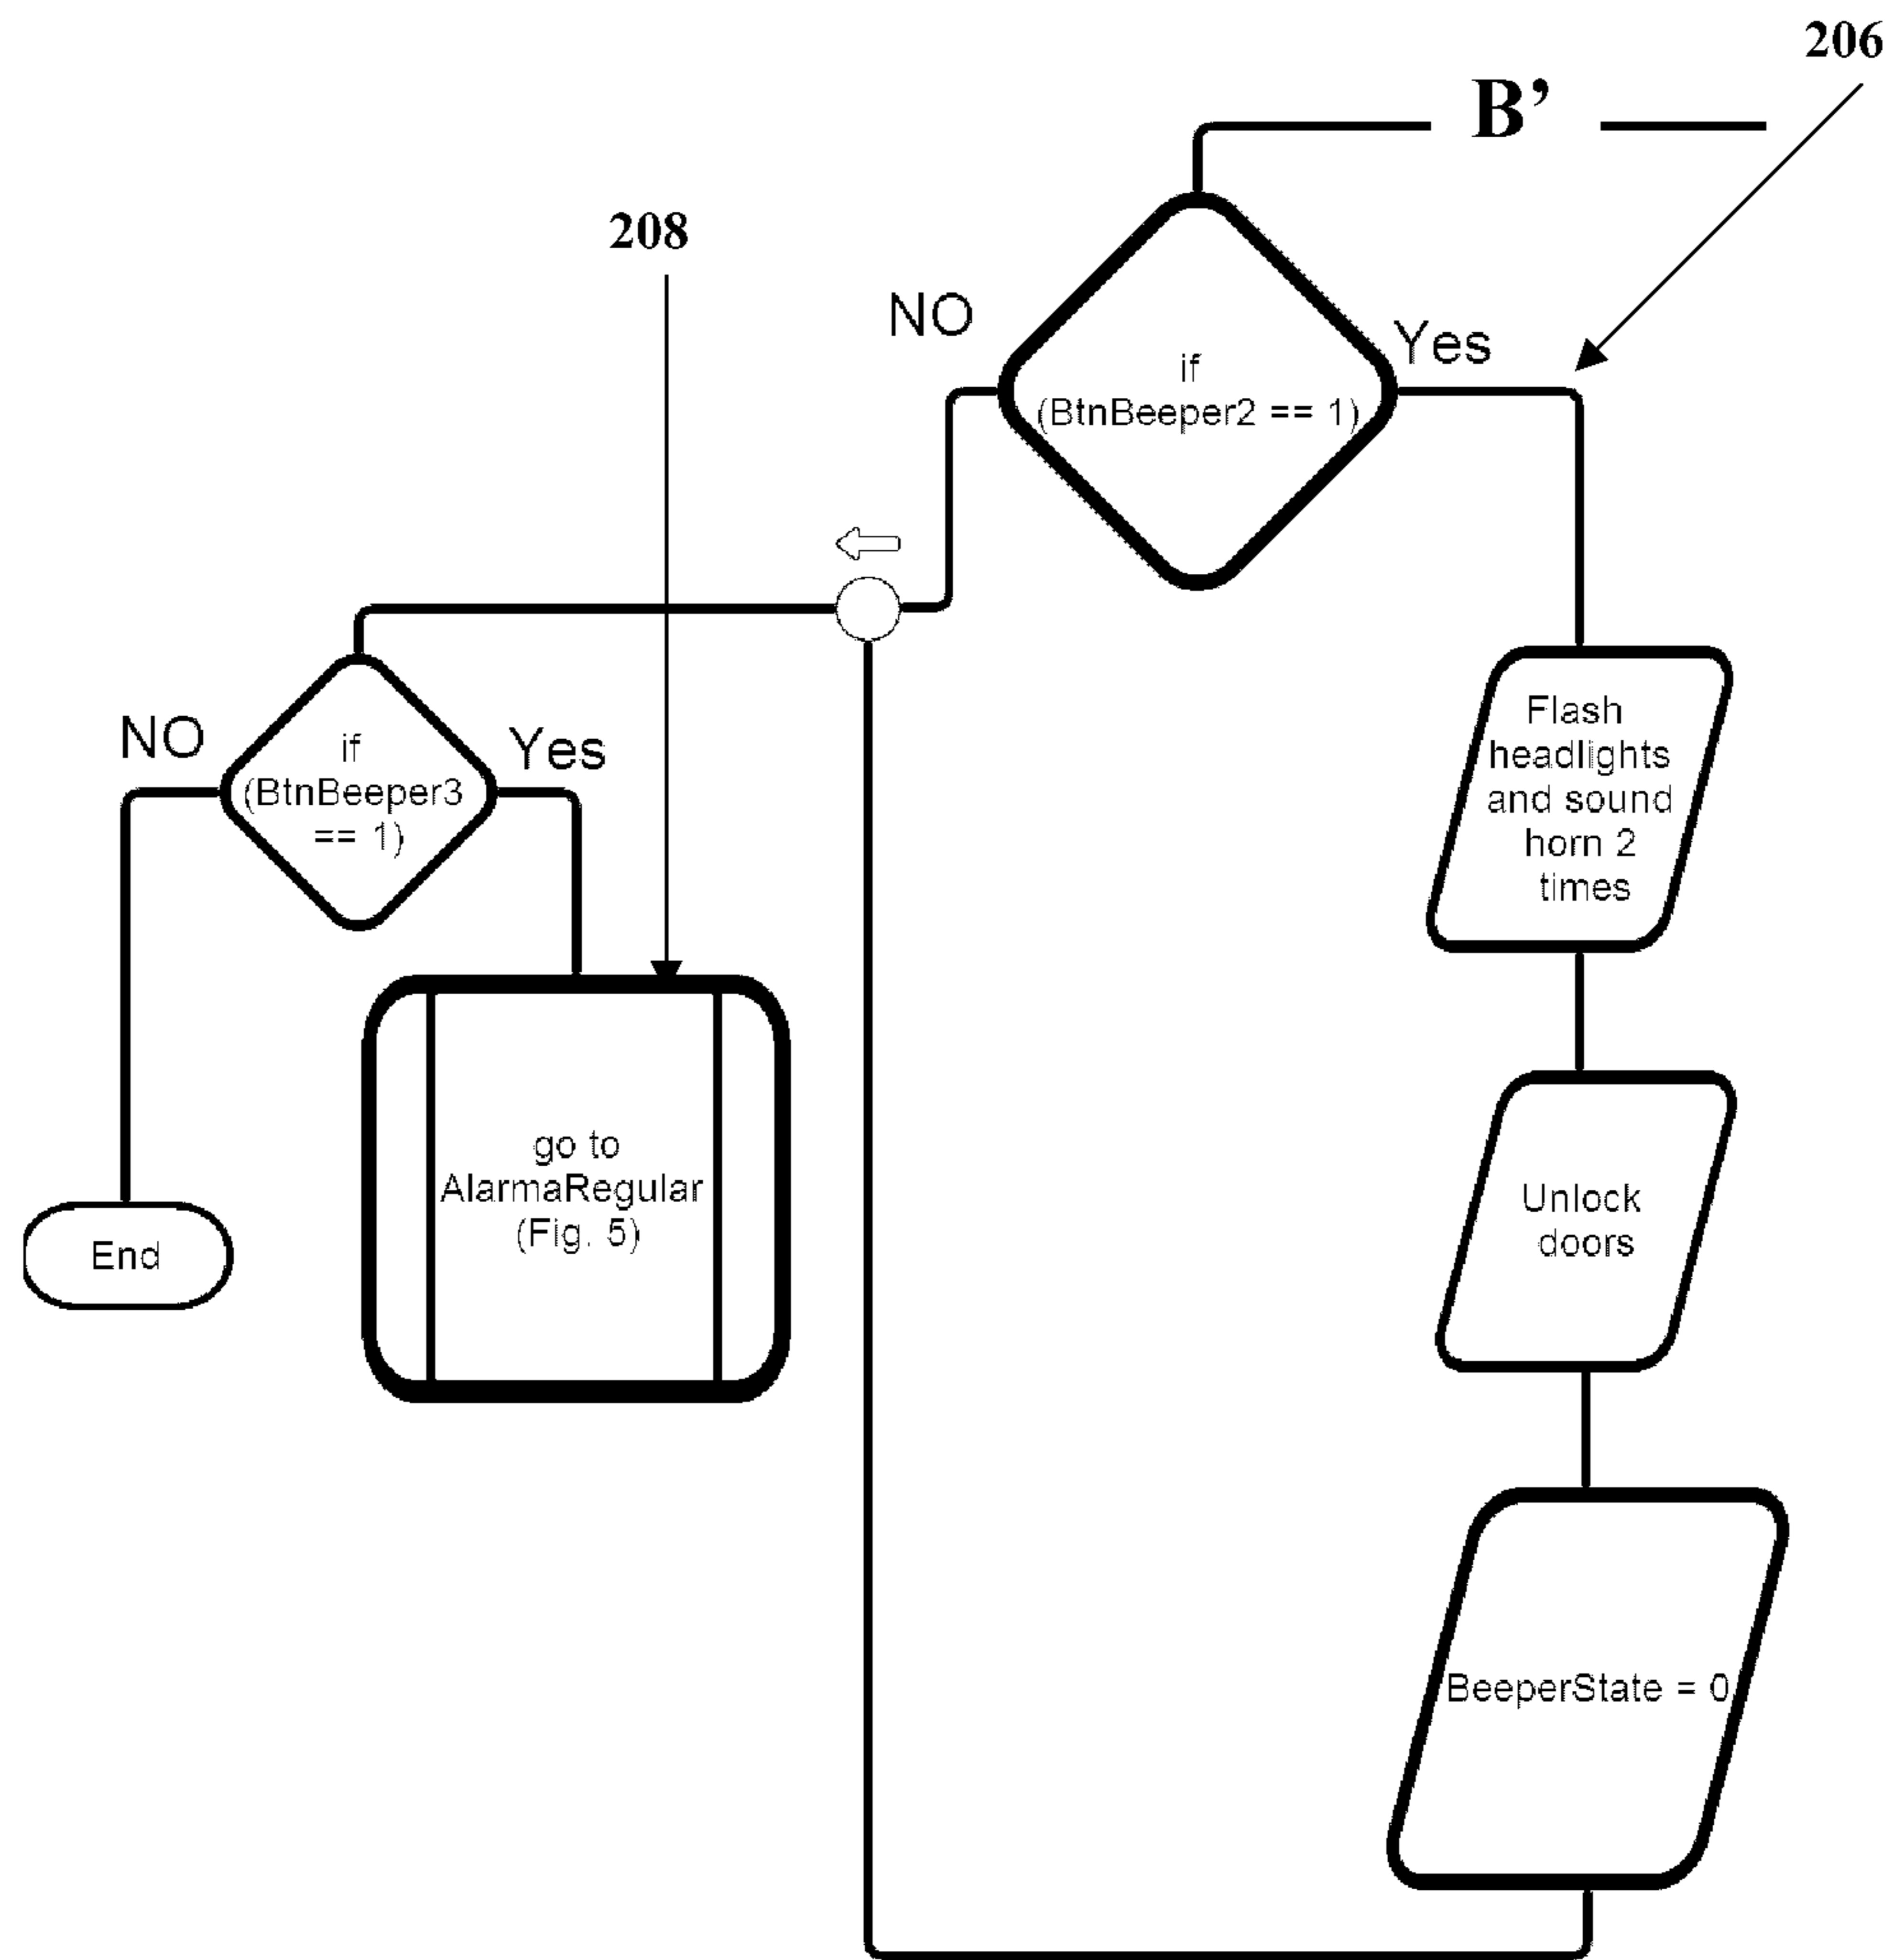 206
B’
208
NO
Yes
if
(BtnBeeper2 == 1)
NO
Yes
if
(BtnBeeper3
== 1)
Flash
headlights
and sound
horn 2
times
go to
AlarmaRegular
(Fig. 5)
End
Unlock
doors
BeeperState = 0